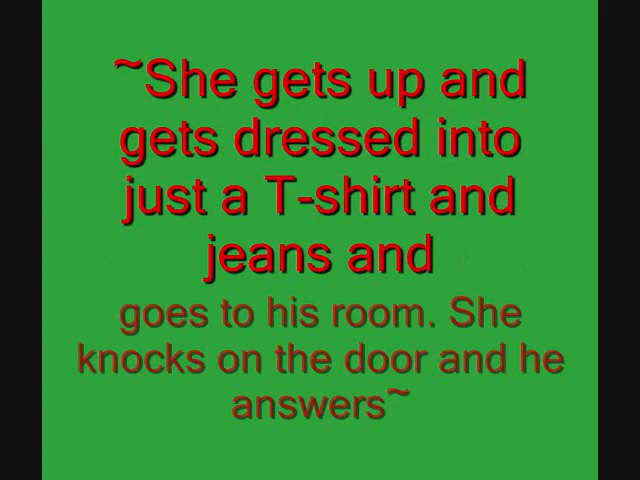 ~She gets up and
gets dressed into
just a T-shirt and
jeans and
goes to his room. She
knocks on the door and he
answers~